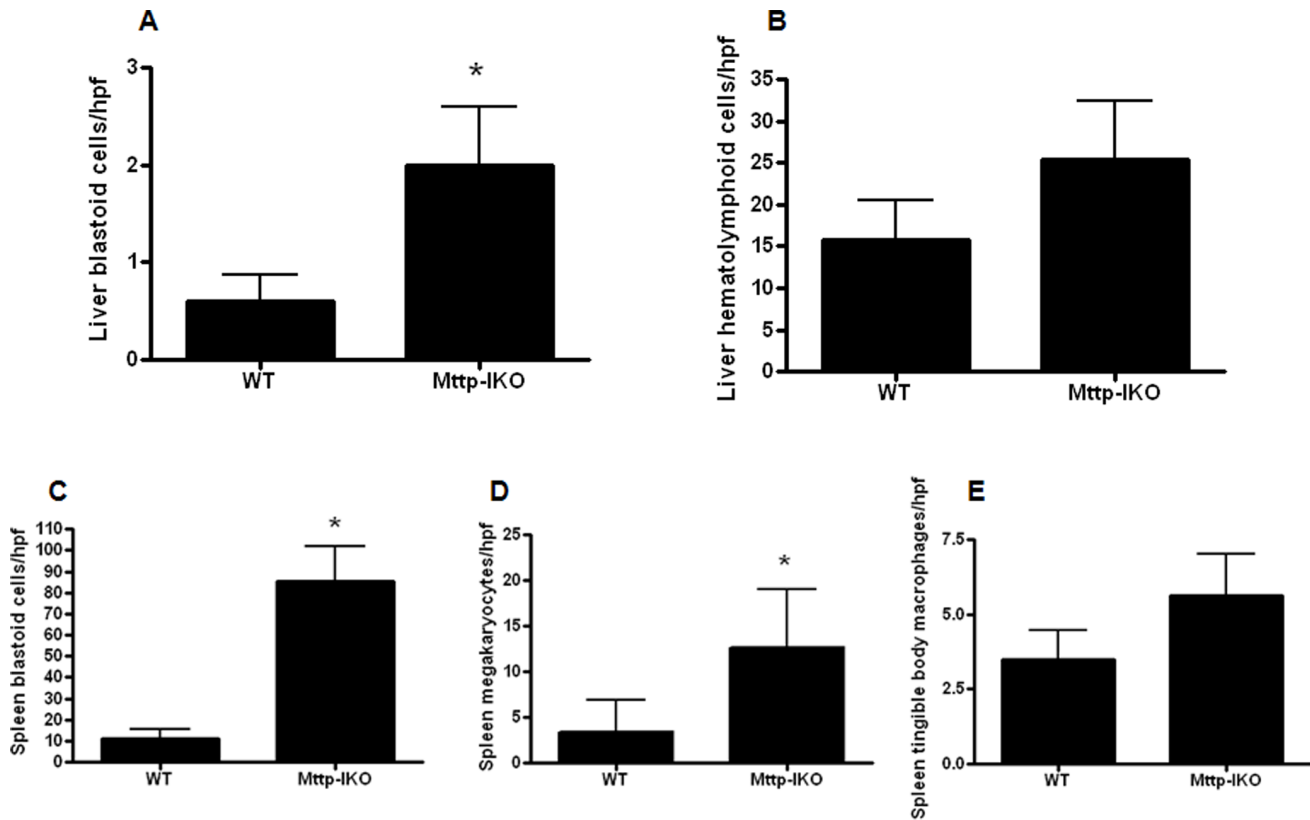 A
Liver blastoid cells/hpf
3
2
1
0
*
WT
Mttp-IKO
B
Liver hematolymphoid cells/hpf
35
30
25
20
15
10
5
0
WT
Mttp-IKO
C
Spleen blastoid cells/hpf
110
100
90
80
70
60
50
40
30
20
10
0
*
WT
Mttp-IKO
D
Spleen megakaryocytes/hpf
25
20
15
10
5
0
*
WT
Mttp-IKO
E
Spleen tingible body macrophages/hpf
7.5
5.0
2.5
0.0
WT
Mttp-IKO